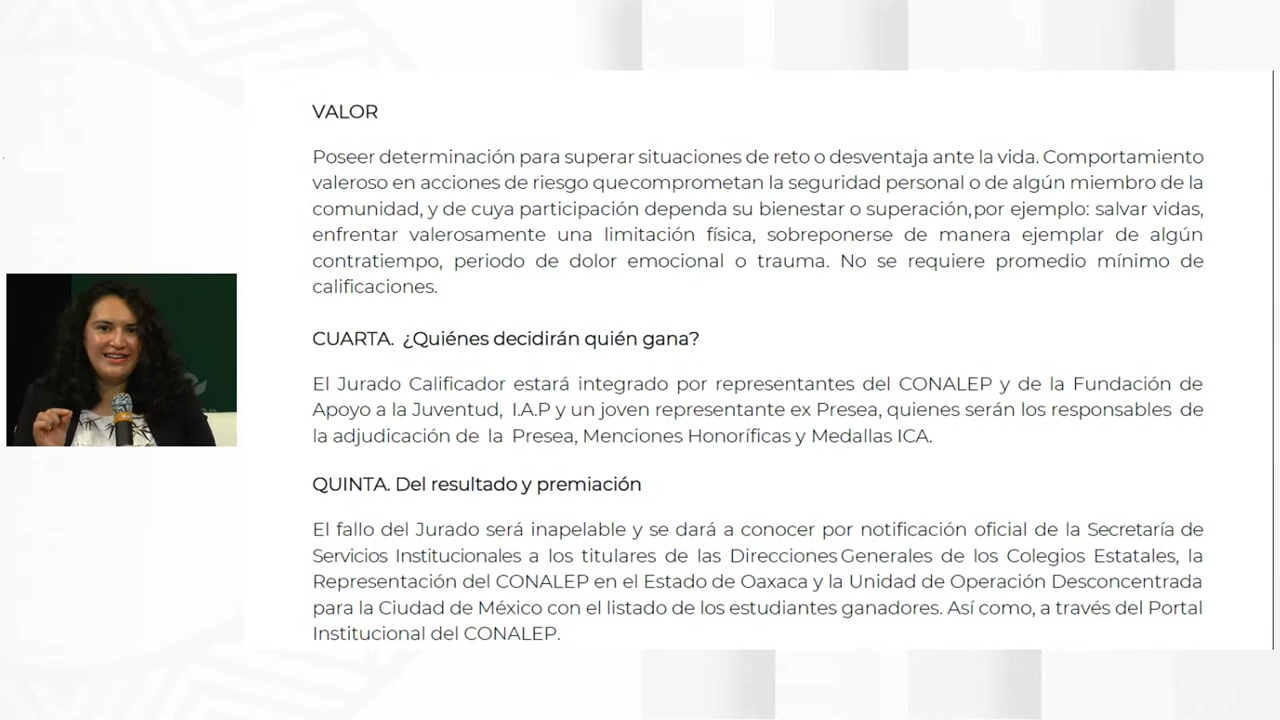 VALOR
Poseer determinación para superar situaciones de reto o desventaja ante la vida. Comportamiento
valeroso en acciones de riesgo quecomprometan la seguridad personal o de algún miembro de la
comunidad, y de cuya participación dependa su bienestar o superación,por ejemplo: salvar vidas,
enfrentar valerosamente una limitación física, sobreponerse de manera ejemplar de algún
contratiempo, periodo de dolor emocional o trauma. No se requiere promedio mínimo de
calificaciones.
CUARTA. ¿Quiénes decidirán quién gana?
El Jurado Calificador estará integrado por representantes del CONALEP y de la Fundación de
Apoyo a la Juventud, I.A.P y un joven representante ex Presea, quienes serán los responsables de
la adjudicación de la Presea, Menciones Honoríficas y Medallas ICA.
QUINTA. Del resultado y premiación
El fallo del Jurado será inapelable y se dará a conocer por notificación oficial de la Secretaría de
Servicios Institucionales a los titulares de las Direcciones Generales de los Colegios Estatales, la
Representación del CONALEP en el Estado de Oaxaca y la Unidad de Operación Desconcentrada
para la Ciudad de México con el listado de los estudiantes ganadores. Así como, a través del Portal
Institucional del CONALEP.